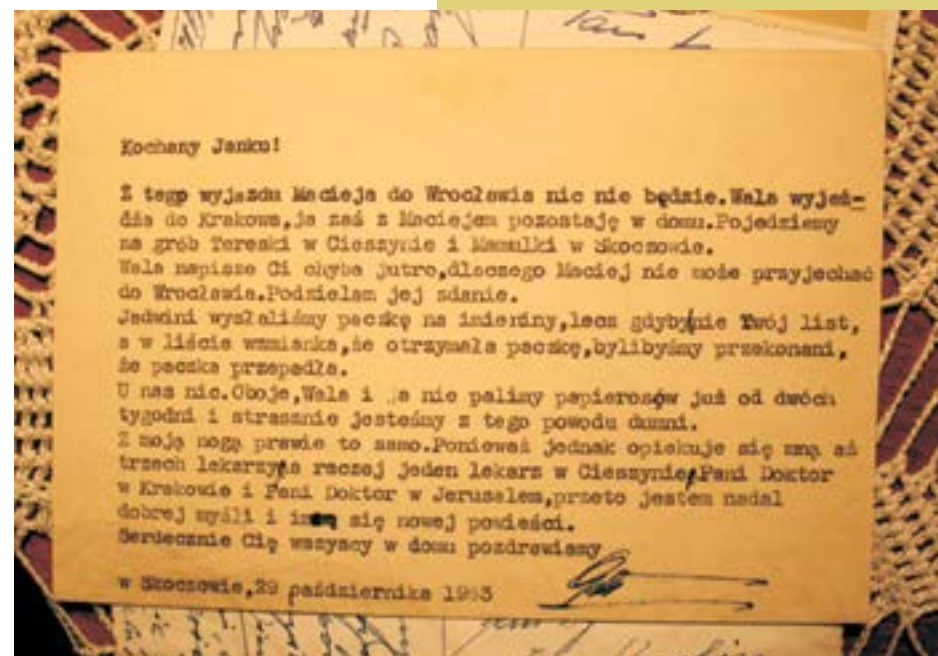 Kochany Janku!
Z tego wyjazdu Macieja do Wrocławia nic nie będzie.Wala wyjeż-
dża do Krakowa,ja zaś z Maciejem pozostaję w domu.Pojedziemy
na grób Tereski w Cieszynie i Mamulki w Skoczowie.
Wala napisze Ci chyba jutro,dlaczego Maciej nie może przyjechać
do Wrocławia.Podzielam jej zdanie.
Jadwini wysłaliśmy paczkę na imieniny,lecz gdyby nie Twój list,
a w liście wzmianka,że otrzymała paczkę,bylibyśmy przekonani,
że paczka przepadła.
U nas nic.Oboje,Wala i ja nie palimy papierosów już od dwóch
tygodni i strasznie jesteśmy z tego powodu dumni.
Z moją nogą prawie to samo.Ponieważ jednak opiekuje się mną aż
trzech lekarzy,a raczej jeden lekarz w Cieszynie,Pani Doktor
w Krakowie i Pani Doktor w Jerusalem,przeto jestem nadal
dobrej myśli i się nowej powieści.
Serdecznie Cię wszyscy w domu pozdrawiamy
w Skoczowie,29 października 1963